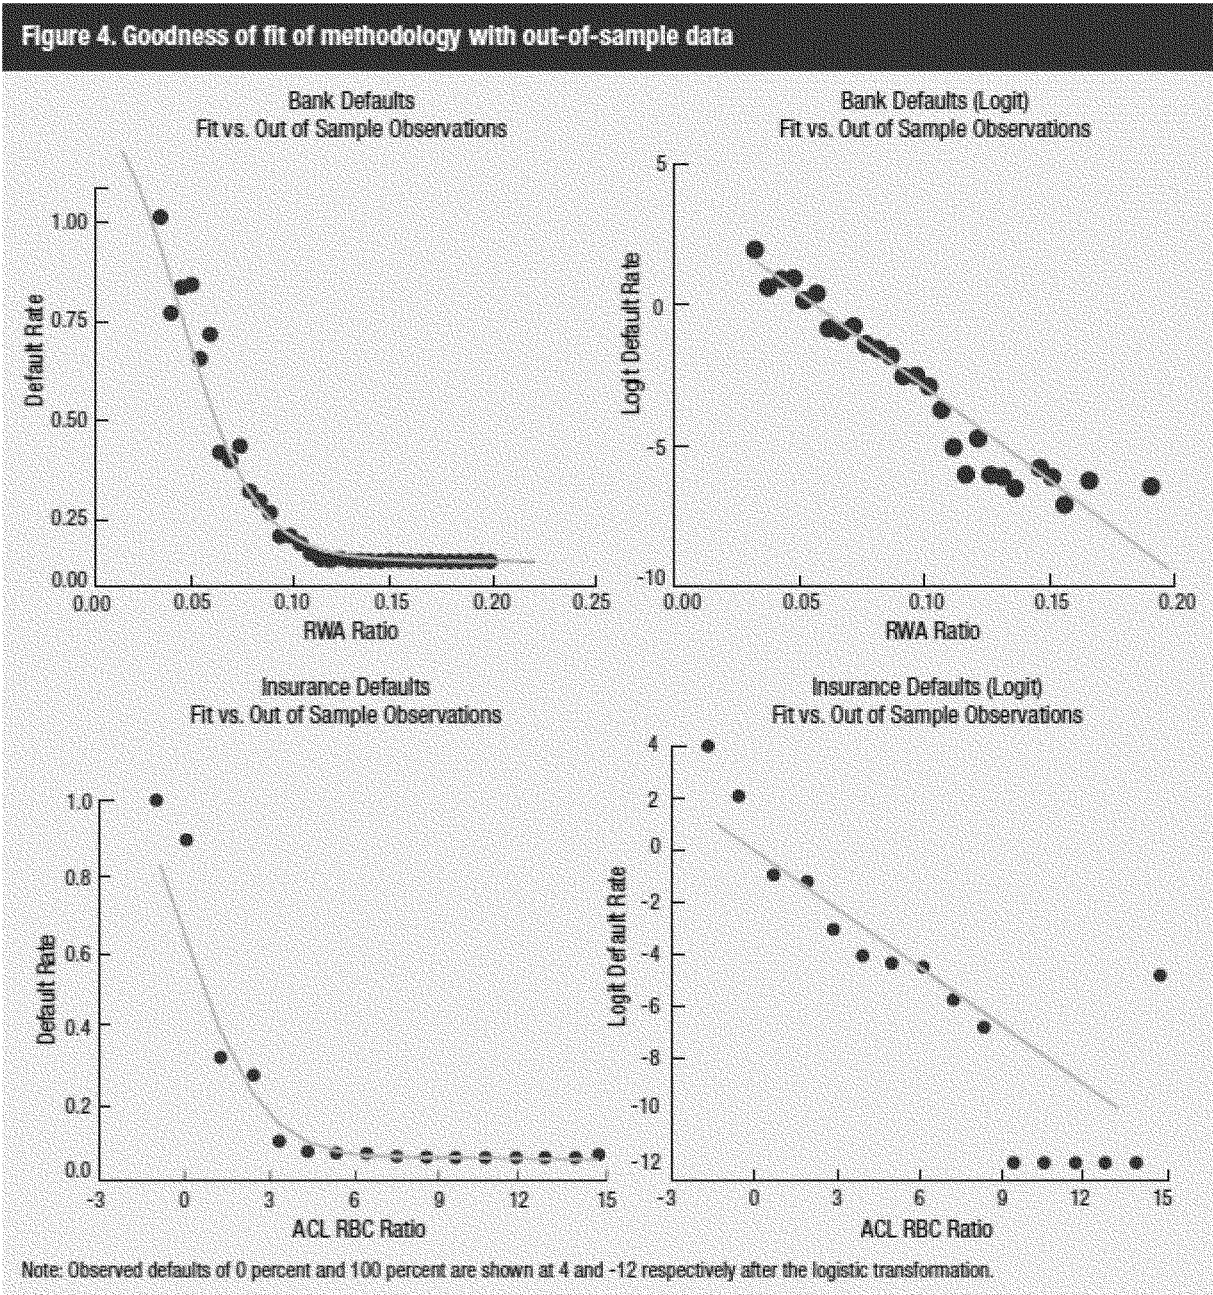 Figure 4. Goodness of fit of methodology with out-of-sample data
Bank Defaults
Fit vs. Out of Sample Observations
1.00
0.75
0.50
0.25
0.00
Default Rate
0.00 0.05 0.10 0.15 0.20 0.25
RWA Ratio
Bank Defaults (Logit)
Fit vs. Out of Sample Observations
5
0
-5
-10
Logit Default Rate
0.00 0.05 0.10 0.15 0.20
RWA Ratio
Insurance Defaults
Fit vs. Out of Sample Observations
1.0
0.8
0.6
0.4
0.2
0.0
Default Rate
-3 0 3 6 9 12 15
ACL RBC Ratio
Insurance Defaults (Logit)
Fit vs. Out of Sample Observations
4
2
0
-2
-4
-6
-8
-10
-12
Logit Default Rate
-3 0 3 6 9 12 15
ACL RBC Ratio
Note: Observed defaults of 0 percent and 100 percent are shown at 4 and -12 respectively after the logistic transformation.